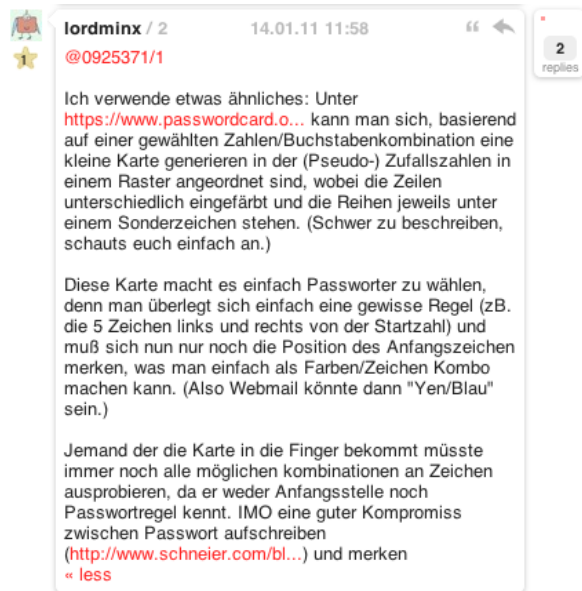 lordminx / 2 14.01.11 11:58
1
@0925371/1
2
replies
Ich verwende etwas ähnliches: Unter
https://www.passwordcard.o... kann man sich, basierend
auf einer gewählten Zahlen/Buchstabenkombination eine
kleine Karte generieren in der (Pseudo-) Zufallszahlen in
einem Raster angeordnet sind, wobei die Zeilen
unterschiedlich eingefärbt und die Reihen jeweils unter
einem Sonderzeichen stehen. (Schwer zu beschreiben,
schauts euch einfach an.)
Diese Karte macht es einfach Passworter zu wählen,
denn man überlegt sich einfach eine gewisse Regel (zB.
die 5 Zeichen links und rechts von der Startzahl) und
muß sich nun nur noch die Position des Anfangszeichen
merken, was man einfach als Farben/Zeichen Kombo
machen kann. (Also Webmail könnte dann "Yen/Blau"
sein.)
Jemand der die Karte in die Finger bekommt müsste
immer noch alle möglichen kombinationen an Zeichen
ausprobieren, da er weder Anfangsstelle noch
Passwortregel kennt. IMO eine guter Kompromiss
zwischen Passwort aufschreiben
(http://www.schneier.com/bl...) und merken
« less